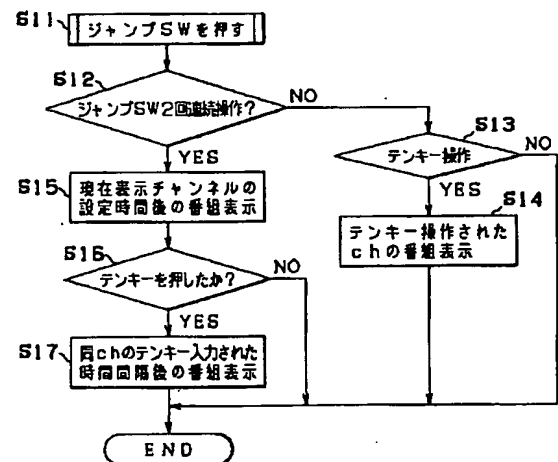 S11
ジャンプSWを押す
S12
ジャンプSW2回連続操作?
NO
YES
S13
テンキー操作
NO
YES
S14
テンキー操作された
chの番組表示
S15
現在表示チャンネルの
設定時間後の番組表示
S16
テンキーを押したか?
NO
YES
S17
同chのテンキー入力された
時間間隔後の番組表示
END